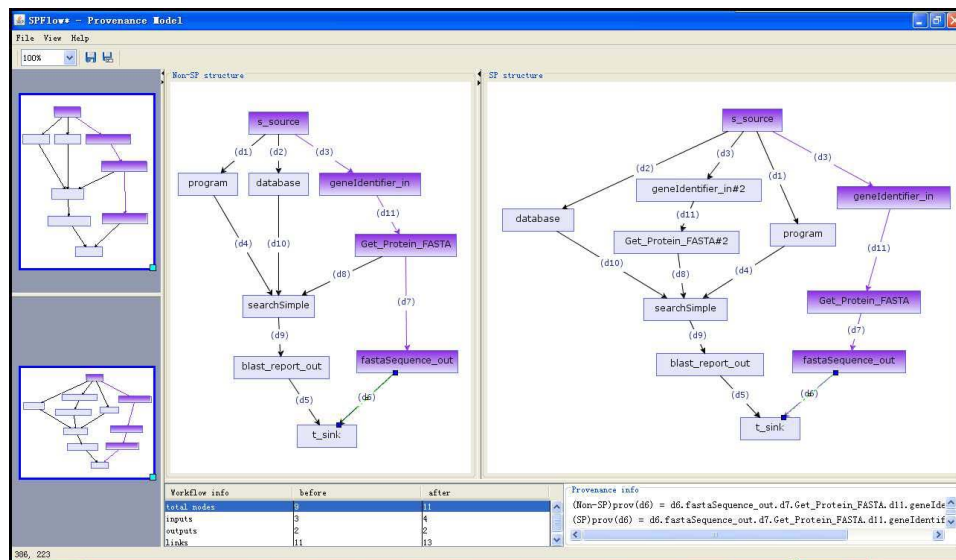 SPFlow* - Provenance Model
File View Help
100%
Non-SP structure
s_source
(d1) (d2) (d3)
program database geneIdentifier_in
(d11)
(d4) (d10) Get_Protein_FASTA
(d8)
(d7)
searchSimple
(d9)
blast_report_out fastaSequence_out
(d5) (d6)
t_sink
SP structure
s_source
(d2) (d3) (d1) (d3)
geneIdentifier_in#2 geneIdentifier_in
database (d11) program
Get_Protein_FASTA#2 (d11)
(d10) (d8) (d4)
searchSimple Get_Protein_FASTA
(d9) (d7)
blast_report_out fastaSequence_out
(d5) (d6)
t_sink
Workflow info before after
total nodes 9 11
inputs 3 4
outputs 2 2
links 11 13
Provenance info
(Non-SP)prov(d6) = d6.fastaSequence_out.d7.Get_Protein_FASTA.d11.geneIde
(SP)prov(d6) = d6.fastaSequence_out.d7.Get_Protein_FASTA.d11.geneIdentif
386, 223